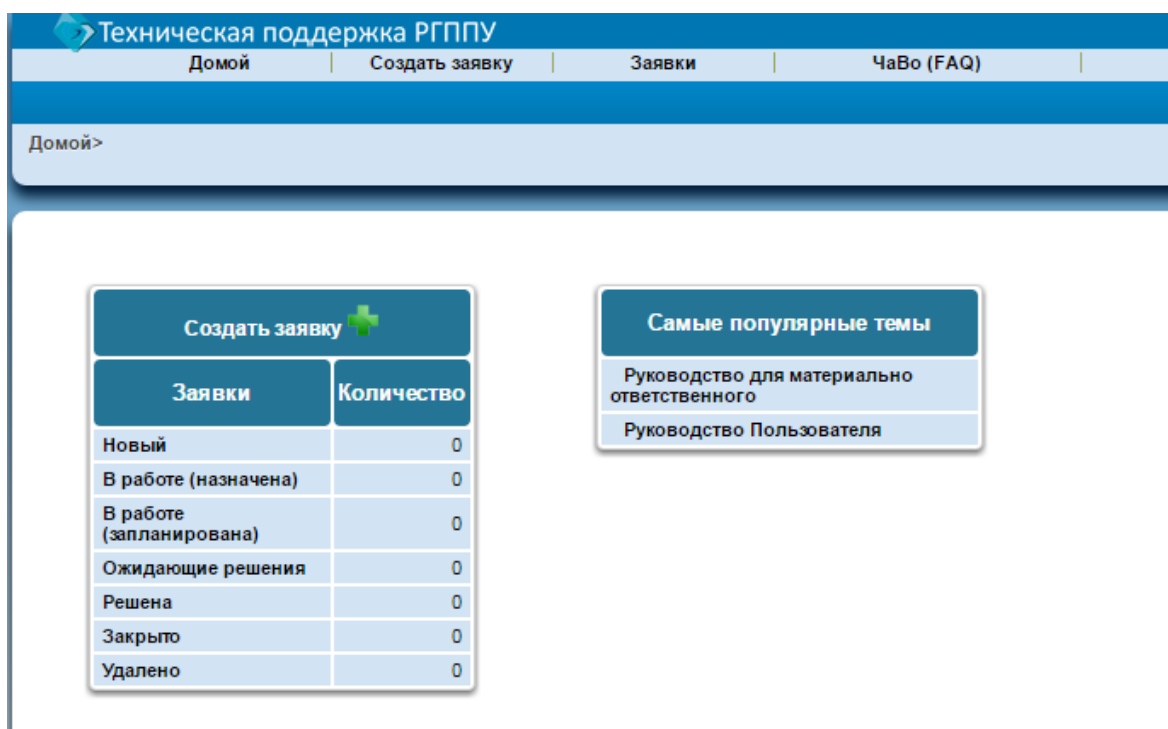 Техническая поддержка РГППУ
Домой | Создать заявку | Заявки | ЧаВо (FAQ) |
Домой>
Создать заявку
Заявки Количество
Новый 0
В работе (назначена) 0
В работе
(запланирована) 0
Ожидающие решения 0
Решена 0
Закрыто 0
Удалено 0
Самые популярные темы
Руководство для материально
ответственного
Руководство Пользователя